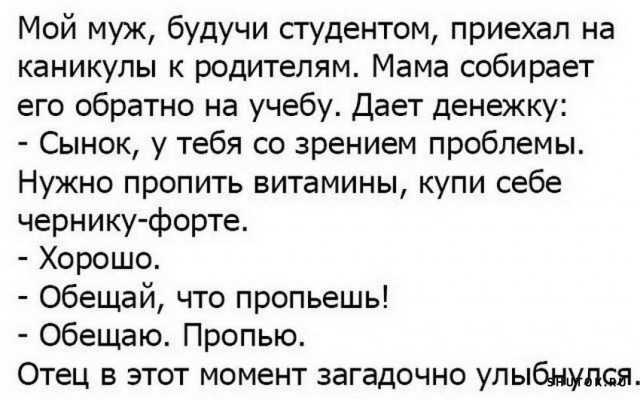 Мой муж, будучи студентом, приехал на
каникулы к родителям. Мама собирает
его обратно на учебу. Дает денежку:
- Сынок, у тебя со зрением проблемы.
Нужно пропить витамины, купи себе
чернику-форте.
- Хорошо.
- Обещай, что пропьешь!
- Обещаю. Пропью.
Отец в этот момент загадочно улыбнулся.
SHUTOK.RU